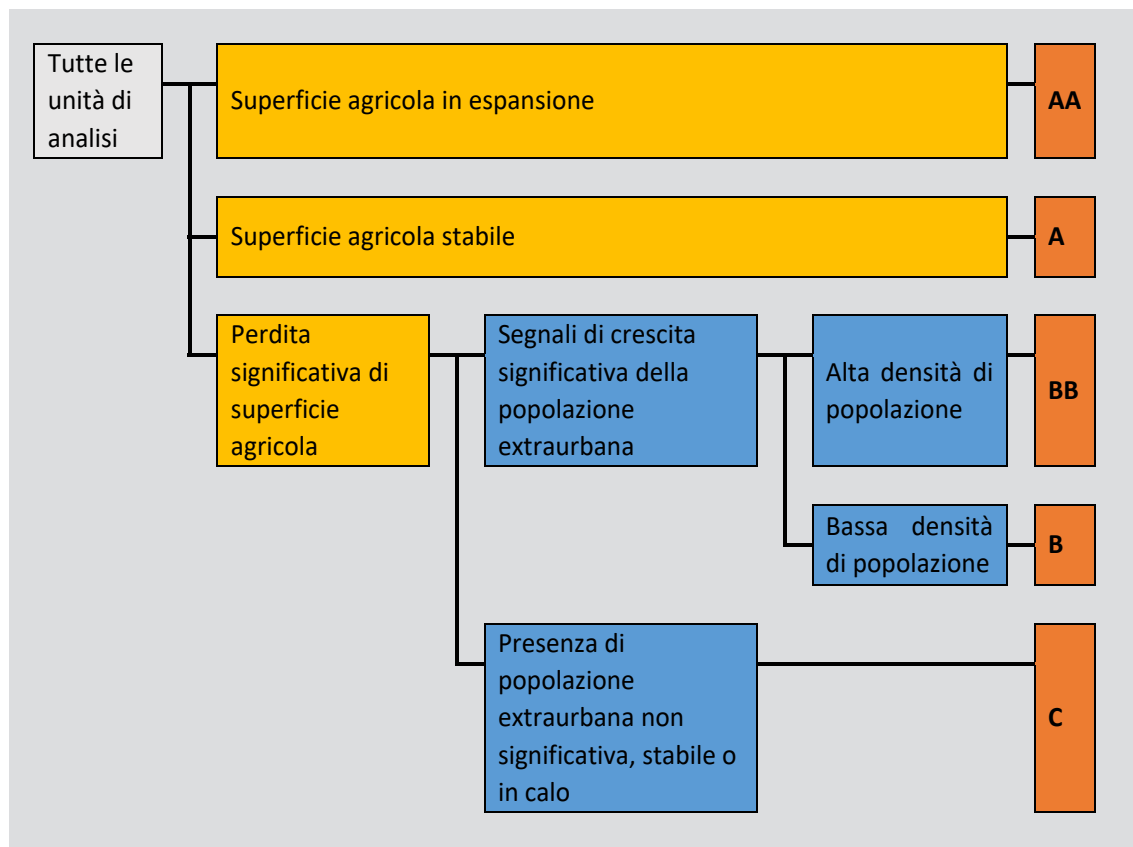 Tutte le
unità di
analisi
Superficie agricola in espansione
AA
Superficie agricola stabile
A
Perdita
significativa di
superficie
agricola
Segnali di crescita
significativa della
popolazione
extraurbana
Alta densità di
popolazione
BB
Bassa densità
di popolazione
B
Presenza di
popolazione
extraurbana non
significativa, stabile o
in calo
C